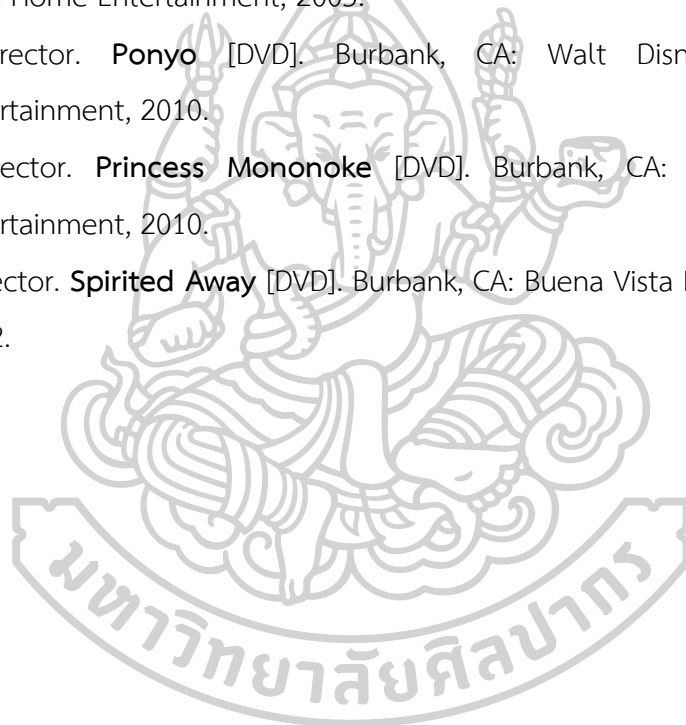 Home Entertainment, 2003.
rector. Ponyo [DVD]. Burbank, CA: Walt Disn
rtainment, 2010.
ector. Princess Mononoke [DVD]. Burbank, CA:
rtainment, 2010.
ector. Spirited Away [DVD]. Burbank, CA: Buena Vista
2.
มหาวิทยาลัยศิลปากร